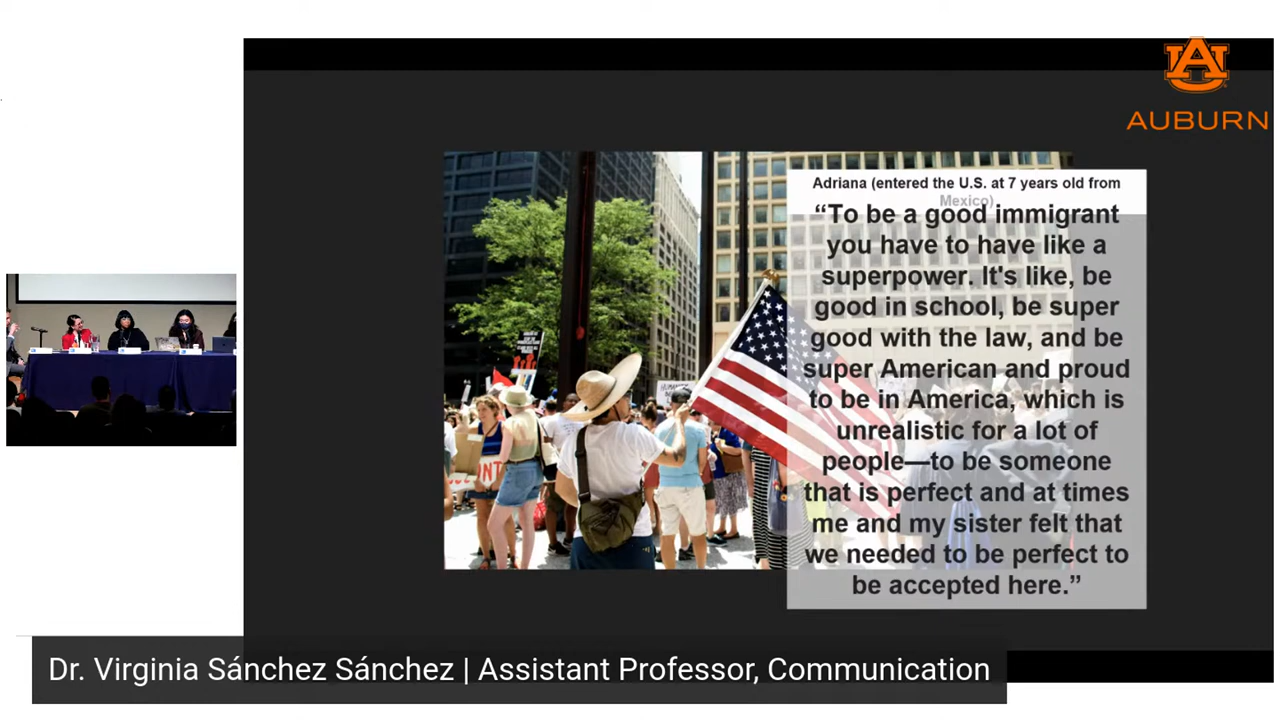 AUBURN
Adriana (entered the U.S. at 7 years old from
Mexico)
“To be a good immigrant
you have to have like a
superpower. It's like, be
good in school, be super
good with the law, and be
super American and proud
to be in America, which is
unrealistic for a lot of
people—to be someone
that is perfect and at times
me and my sister felt that
we needed to be perfect to
be accepted here.”
Dr. Virginia Sánchez Sánchez | Assistant Professor, Communication